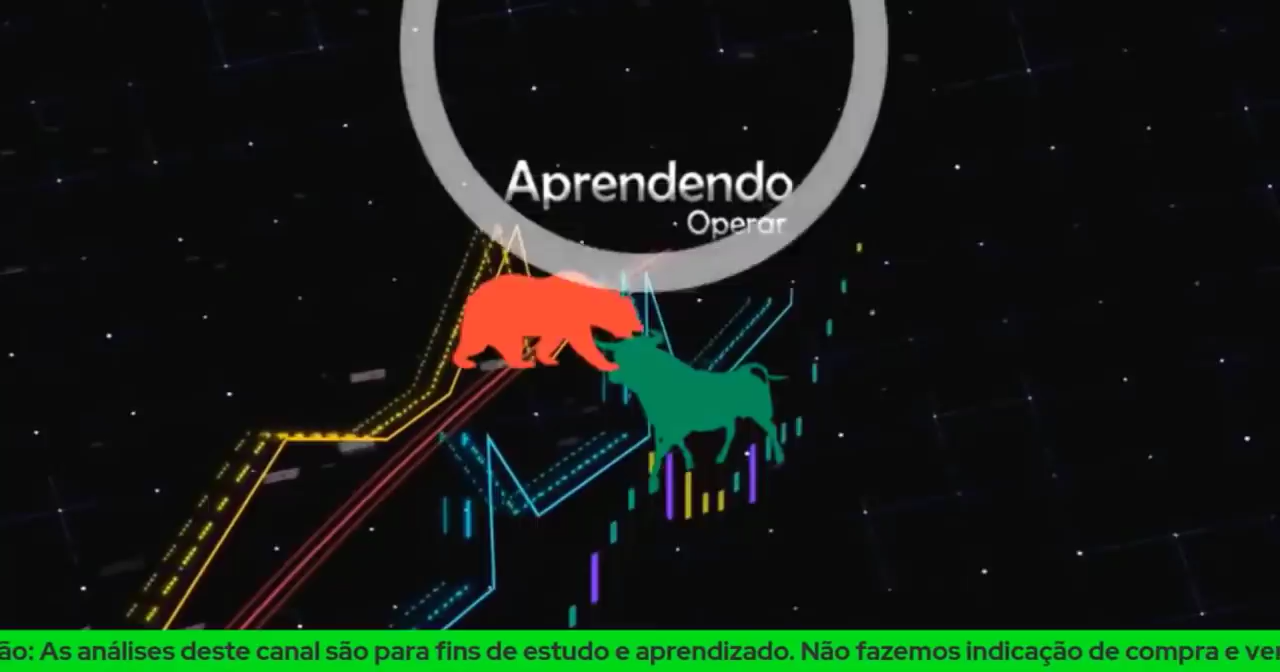 Aprendendo
Operar
ão: As análises deste canal são para fins de estudo e aprendizado. Não fazemos indicação de compra e ve